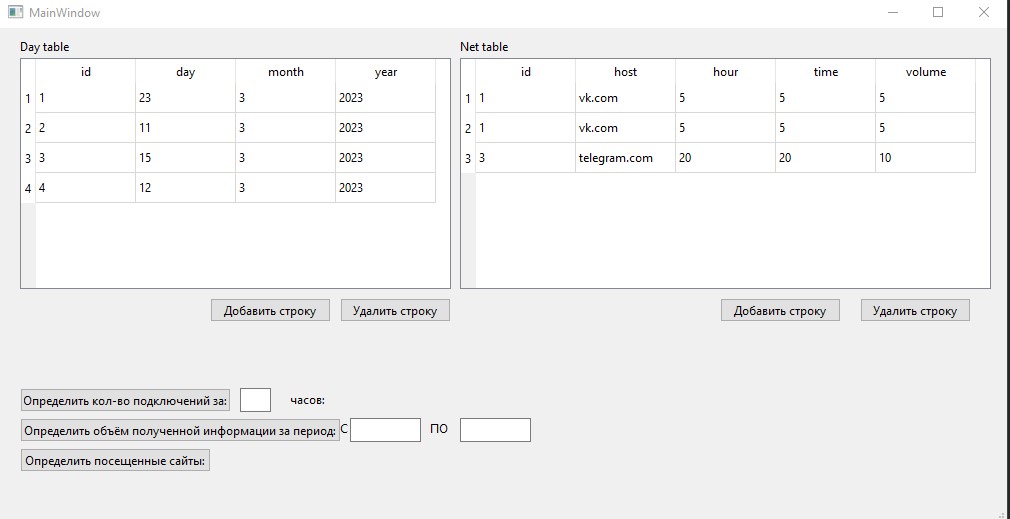 MainWindow
Day table Net table
id day month year id host hour time volume
1 1 23 3 2023 1 1 vk.com 5 5 5
2 2 11 3 2023 2 1 vk.com 5 5 5
3 3 15 3 2023 3 3 telegram.com 20 20 10
4 4 12 3 2023
Добавить строку Удалить строку Добавить строку Удалить строку
Определить кол-во подключений за: часов:
Определить объём полученной информации за период: С ПО
Определить посещенные сайты: